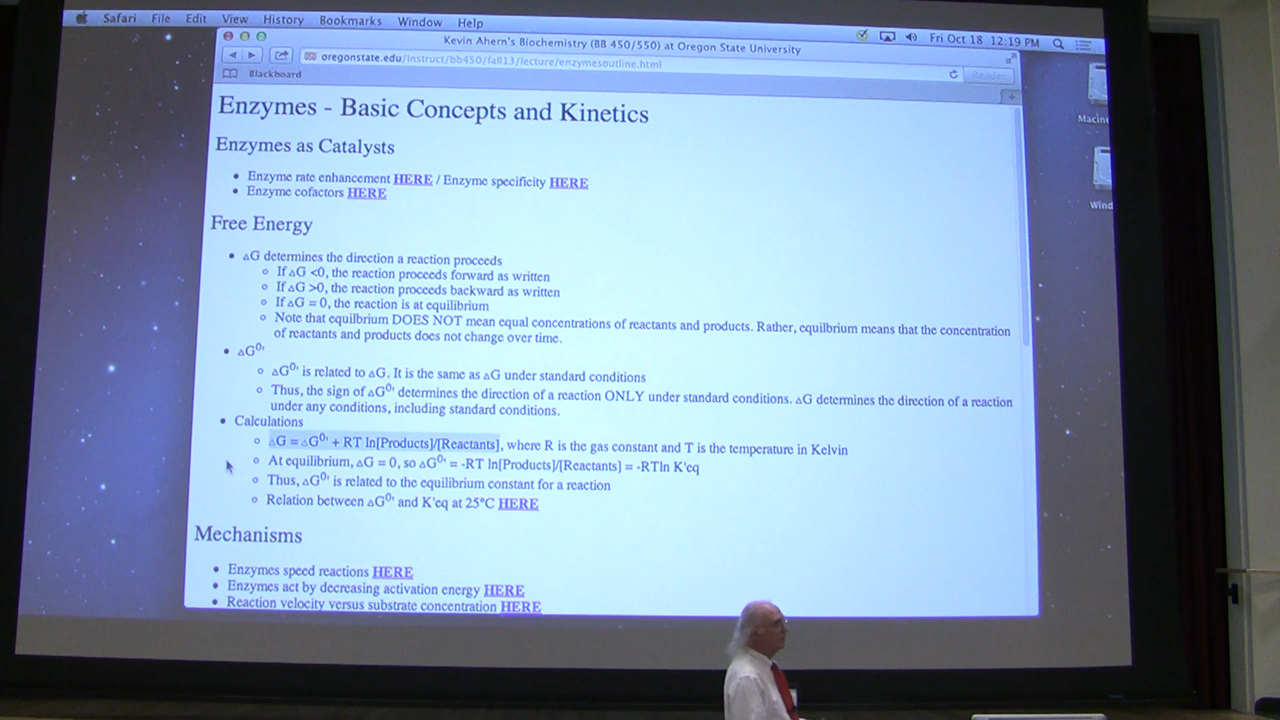 Safari File Edit View History Bookmarks Window Help Fri Oct 18 12:19 PM
Kevin Ahern's Biochemistry (BB 450/550) at Oregon State University
oregonstate.edu/instruct/bb450/fall13/lecture/enzymesoutline.html
Reader
Blackboard
Enzymes - Basic Concepts and Kinetics
Macin
Enzymes as Catalysts
• Enzyme rate enhancement HERE / Enzyme specificity HERE
• Enzyme cofactors HERE
Wind
Free Energy
• ΔG determines the direction a reaction proceeds
◦ If ΔG <0, the reaction proceeds forward as written
◦ If ΔG >0, the reaction proceeds backward as written
◦ If ΔG = 0, the reaction is at equilibrium
◦ Note that equilbrium DOES NOT mean equal concentrations of reactants and products. Rather, equilbrium means that the concentration
of reactants and products does not change over time.
• ΔG⁰'
◦ ΔG⁰' is related to ΔG. It is the same as ΔG under standard conditions
◦ Thus, the sign of ΔG⁰' determines the direction of a reaction ONLY under standard conditions. ΔG determines the direction of a reaction
under any conditions, including standard conditions.
• Calculations
◦ ΔG = ΔG⁰' + RT ln[Products]/[Reactants], where R is the gas constant and T is the temperature in Kelvin
◦ At equilibrium, ΔG = 0, so ΔG⁰' = -RT ln[Products]/[Reactants] = -RTln K'eq
◦ Thus, ΔG⁰' is related to the equilibrium constant for a reaction
◦ Relation between ΔG⁰' and K'eq at 25°C HERE
Mechanisms
• Enzymes speed reactions HERE
• Enzymes act by decreasing activation energy HERE
• Reaction velocity versus substrate concentration HERE